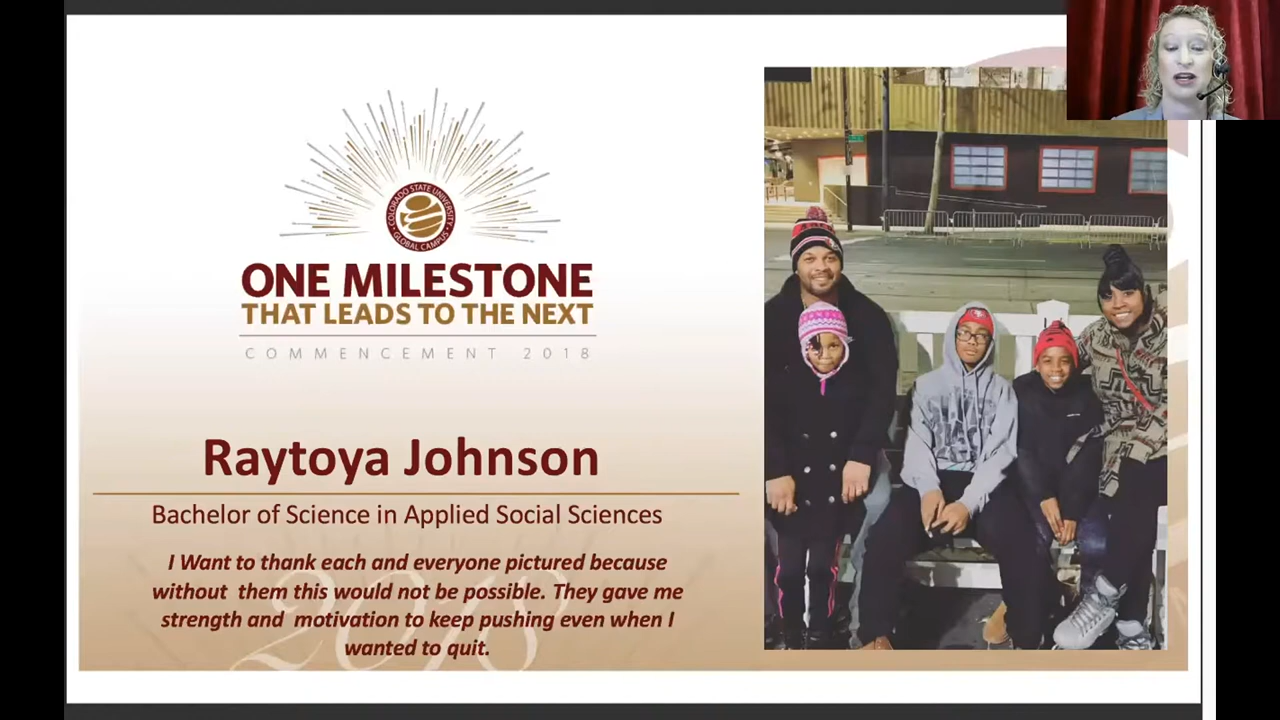 COLORADO STATE UNIVERSITY
GLOBAL CAMPUS
ONE MILESTONE
THAT LEADS TO THE NEXT
COMMENCEMENT 2018
Raytoya Johnson
Bachelor of Science in Applied Social Sciences
I Want to thank each and everyone pictured because
without them this would not be possible. They gave me
strength and motivation to keep pushing even when I
wanted to quit.
2018